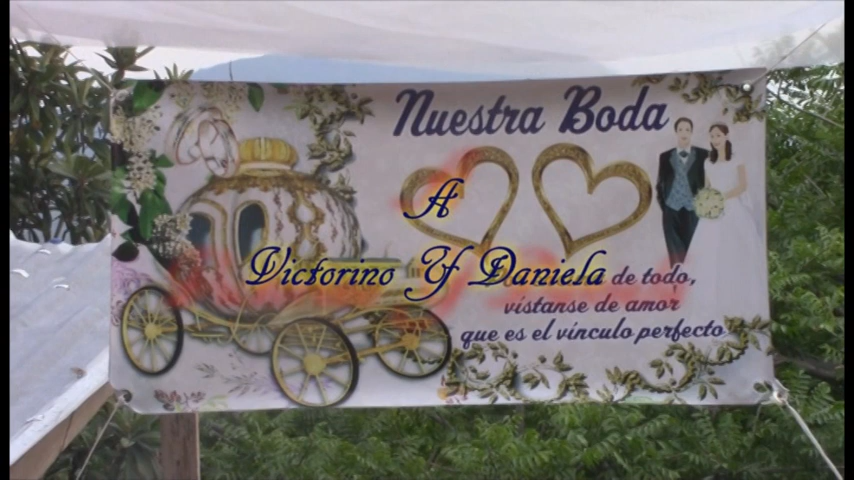 Nuestra Boda
A
Victorino Y Daniela
de todo,
vístanse de amor
que es el vínculo perfecto